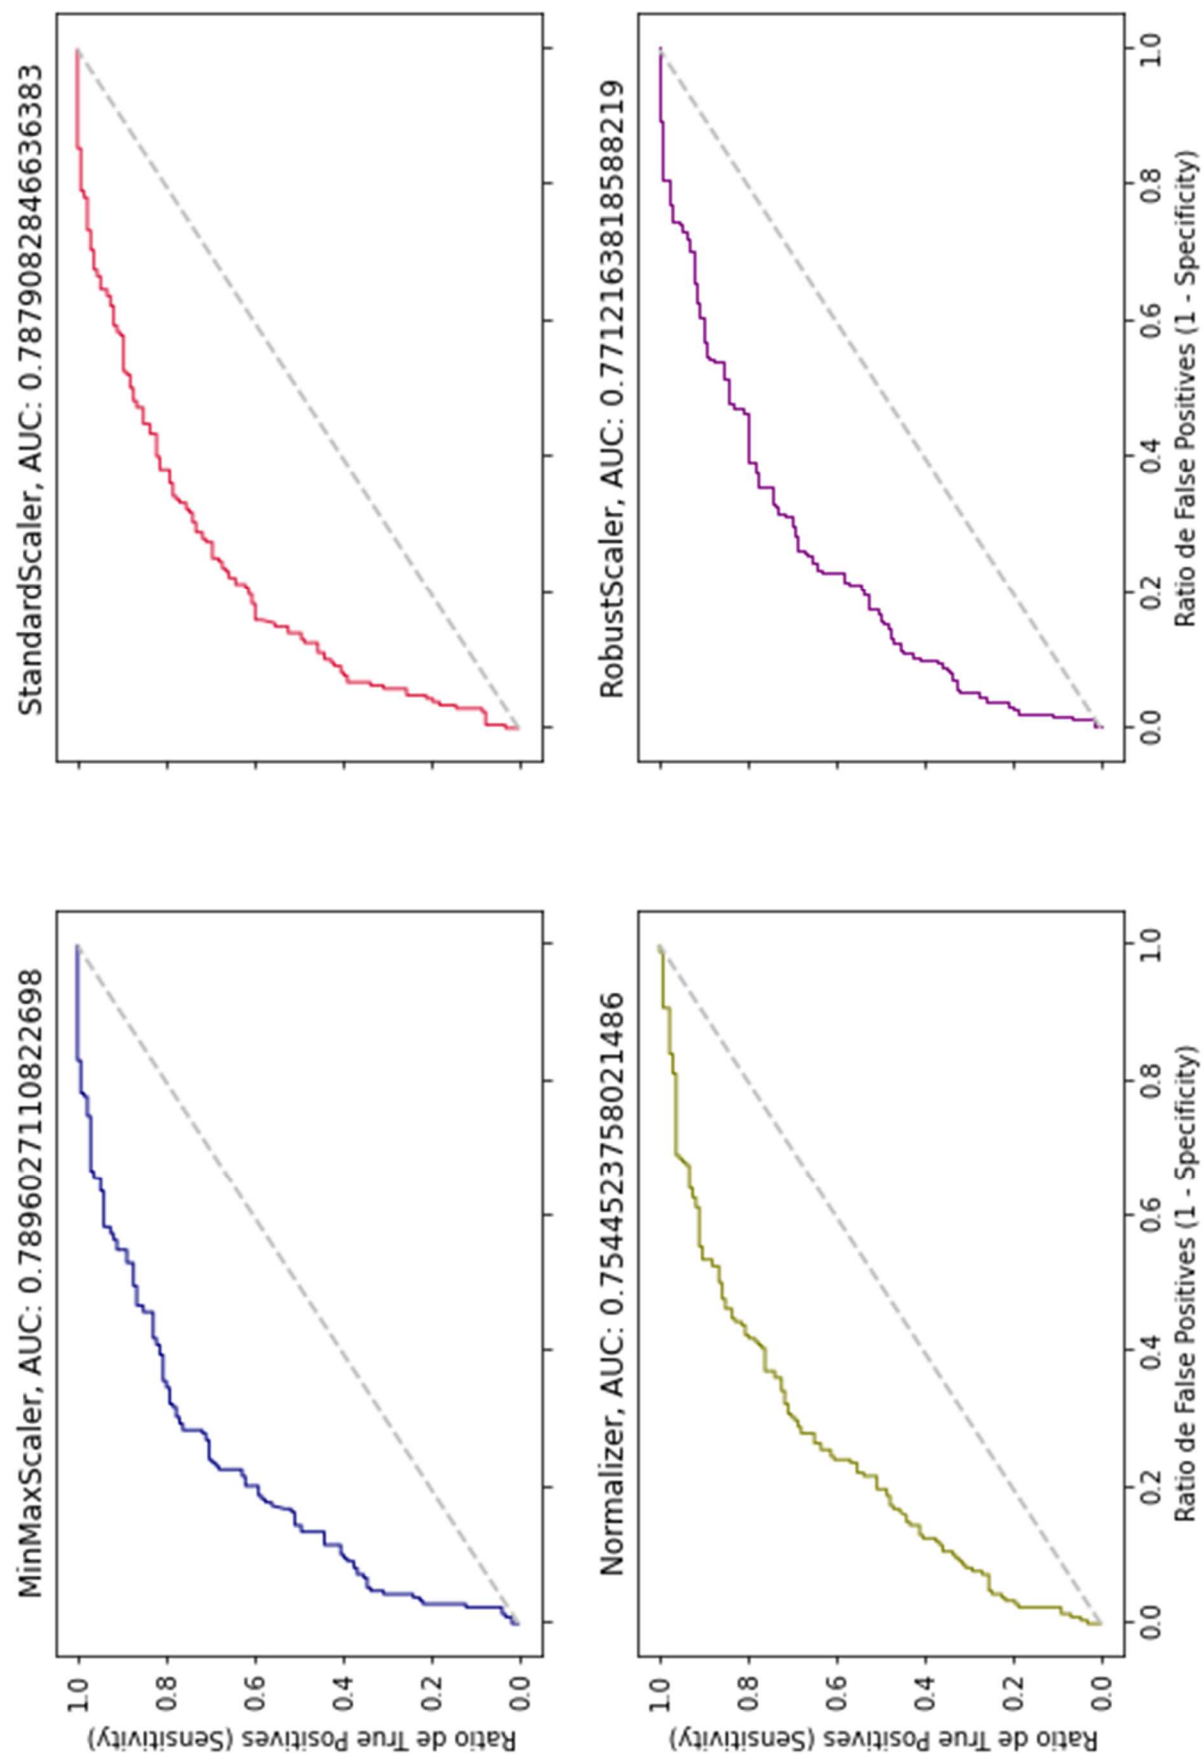 MinMaxScaler, AUC: 0.7896027110822698
Ratio de True Positives (Sensitivity)
1.0
0.8
0.6
0.4
0.2
0.0
StandardScaler, AUC: 0.7879082846636383
Normalizer, AUC: 0.7544523758021486
Ratio de True Positives (Sensitivity)
1.0
0.8
0.6
0.4
0.2
0.0
0.0 0.2 0.4 0.6 0.8 1.0
Ratio de False Positives (1 - Specificity)
RobustScaler, AUC: 0.7712163818588219
0.0 0.2 0.4 0.6 0.8 1.0
Ratio de False Positives (1 - Specificity)